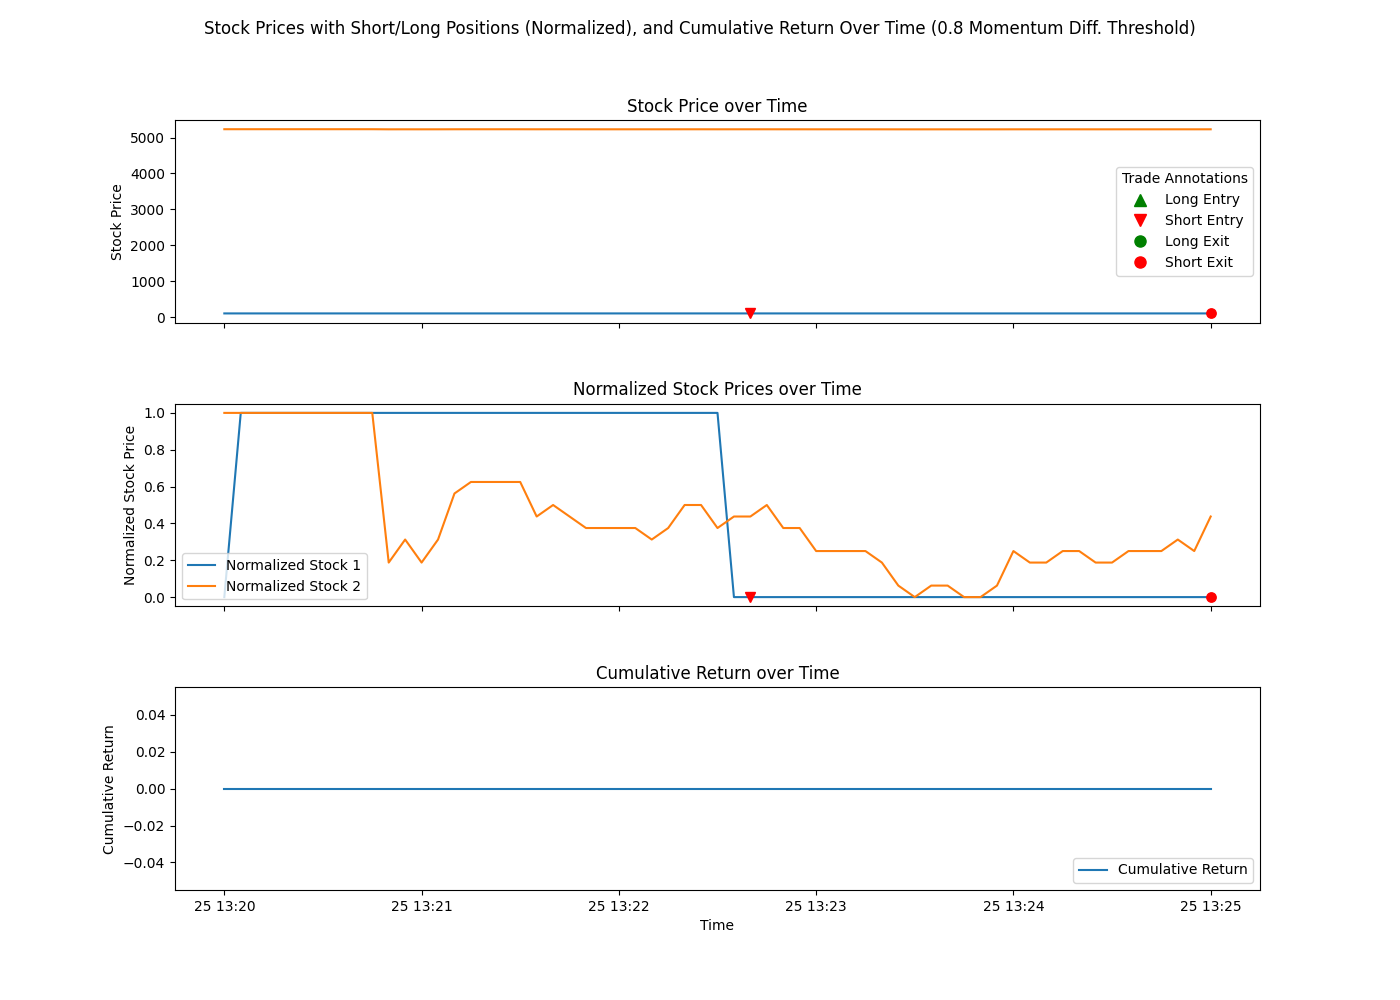 Stock Prices with Short/Long Positions (Normalized), and Cumulative Return Over Time (0.8 Momentum Diff. Threshold)
Stock Price over Time
Stock Price
5000
4000
3000
2000
1000
0
Trade Annotations
Long Entry
Short Entry
Long Exit
Short Exit
Normalized Stock Prices over Time
Normalized Stock Price
1.0
0.8
0.6
0.4
0.2
0.0
Normalized Stock 1
Normalized Stock 2
Cumulative Return over Time
Cumulative Return
0.04
0.02
0.00
−0.02
−0.04
Cumulative Return
25 13:20 25 13:21 25 13:22 25 13:23 25 13:24 25 13:25
Time